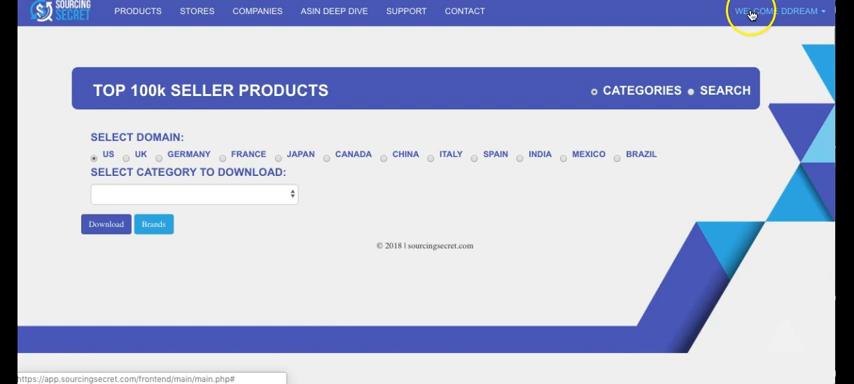 SOURCING
SECRET
PRODUCTS STORES COMPANIES ASIN DEEP DIVE SUPPORT CONTACT WELCOME DDREAM
TOP 100k SELLER PRODUCTS
CATEGORIES SEARCH
SELECT DOMAIN:
US UK GERMANY FRANCE JAPAN CANADA CHINA ITALY SPAIN INDIA MEXICO BRAZIL
SELECT CATEGORY TO DOWNLOAD:
Download Brands
© 2018 | sourcingsecret.com
https://app.sourcingsecret.com/frontend/main/main.php#